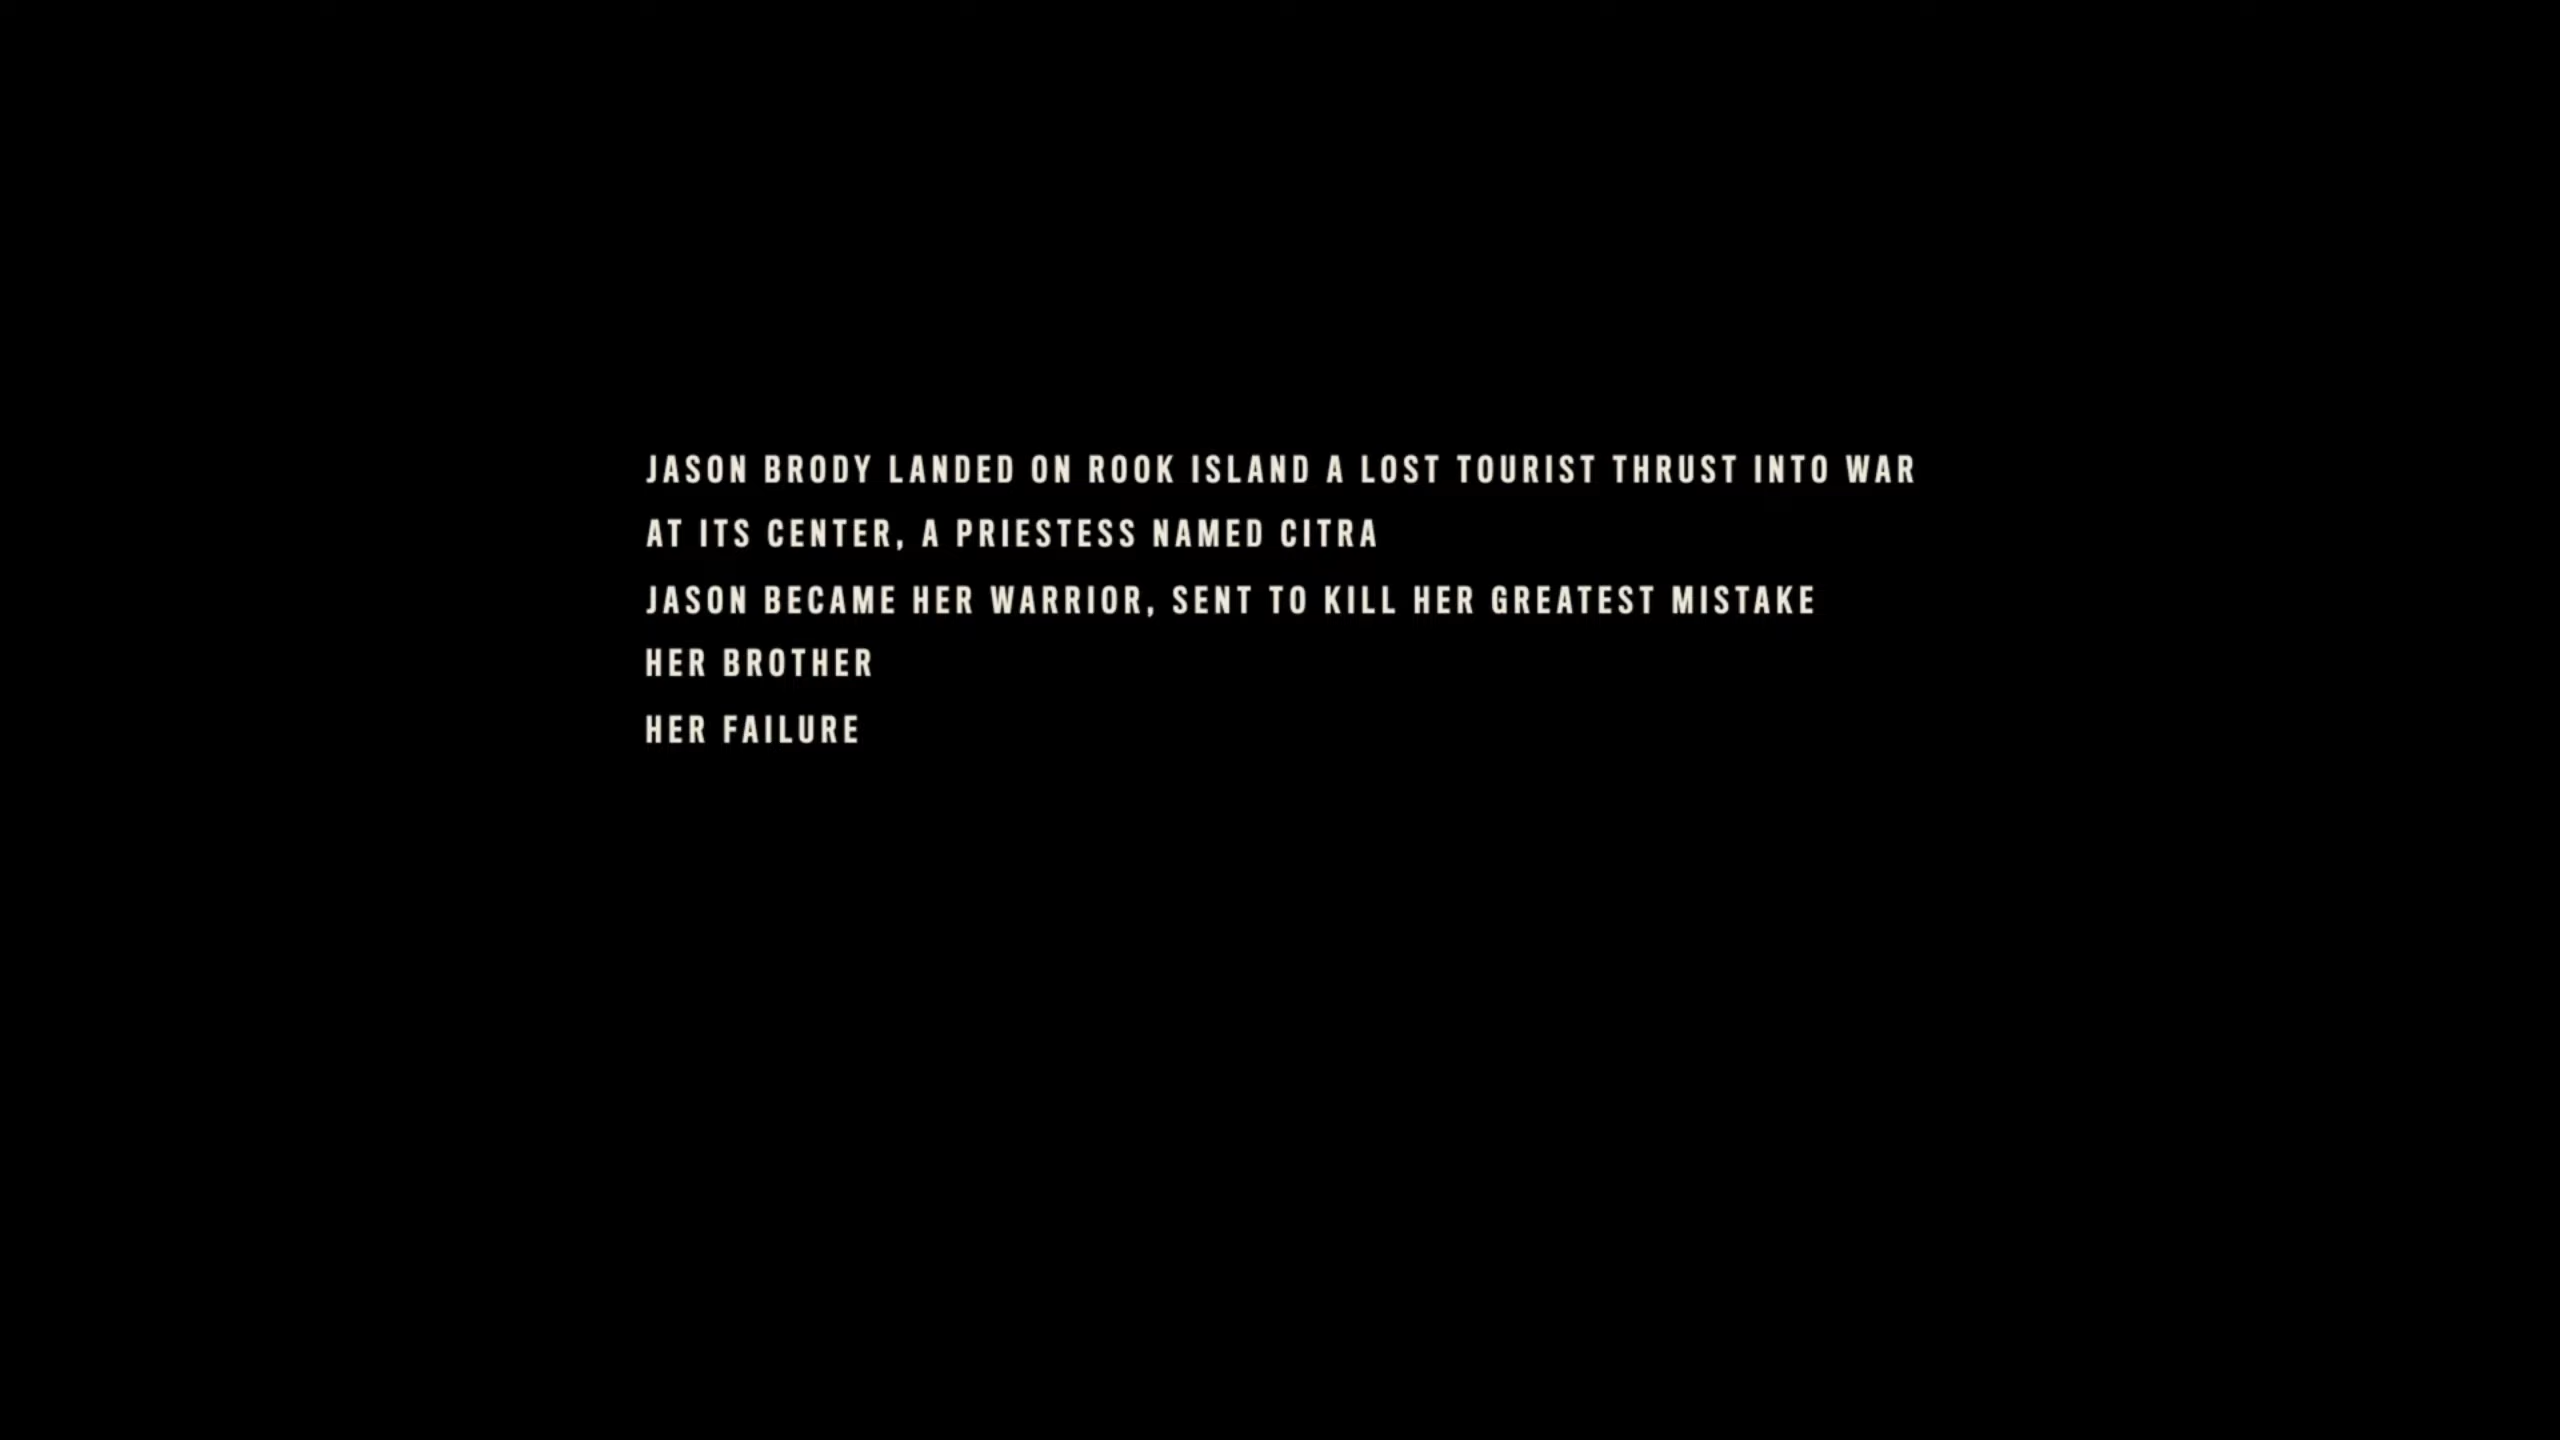 JASON BRODY LANDED ON ROOK ISLAND A LOST TOURIST THRUST INTO WAR
AT ITS CENTER, A PRIESTESS NAMED CITRA
JASON BECAME HER WARRIOR, SENT TO KILL HER GREATEST MISTAKE
HER BROTHER
HER FAILURE